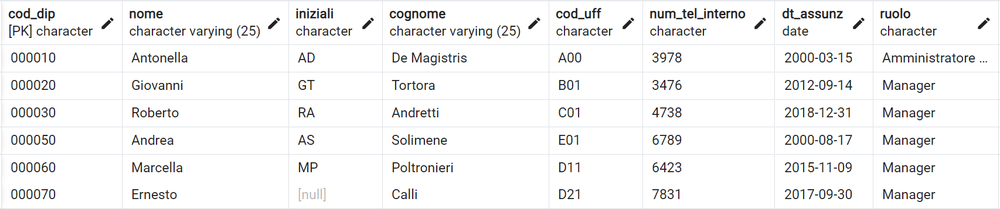 cod_dip nome iniziali cognome cod_uff num_tel_interno dt_assunz ruolo
[PK] character character varying (25) character character varying (25) character character date character
000010 Antonella AD De Magistris A00 3978 2000-03-15 Amministratore ...
000020 Giovanni GT Tortora B01 3476 2012-09-14 Manager
000030 Roberto RA Andretti C01 4738 2018-12-31 Manager
000050 Andrea AS Solimene E01 6789 2000-08-17 Manager
000060 Marcella MP Poltronieri D11 6423 2015-11-09 Manager
000070 Ernesto [null] Calli D21 7831 2017-09-30 Manager